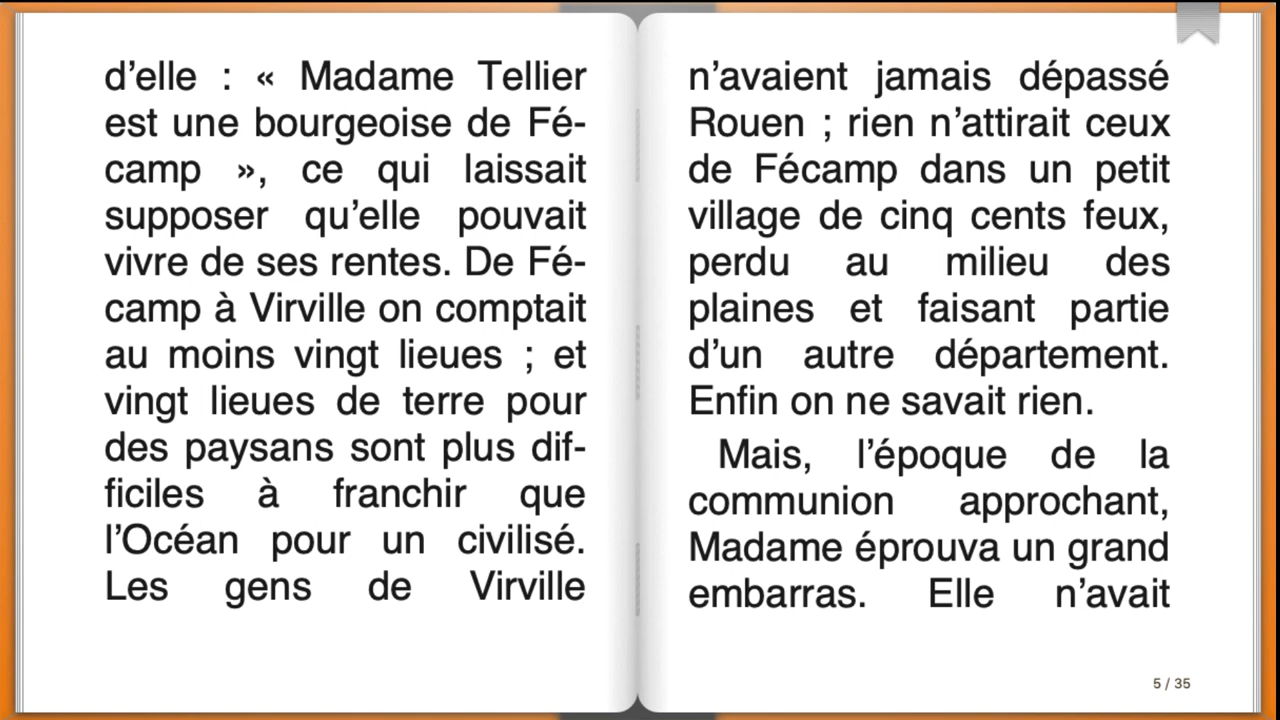 d’elle : « Madame Tellier
est une bourgeoise de Fé-
camp », ce qui laissait
supposer qu’elle pouvait
vivre de ses rentes. De Fé-
camp à Virville on comptait
au moins vingt lieues ; et
vingt lieues de terre pour
des paysans sont plus dif-
ficiles à franchir que
l’Océan pour un civilisé.
Les gens de Virville
n’avaient jamais dépassé
Rouen ; rien n’attirait ceux
de Fécamp dans un petit
village de cinq cents feux,
perdu au milieu des
plaines et faisant partie
d’un autre département.
Enfin on ne savait rien.
Mais, l’époque de la
communion approchant,
Madame éprouva un grand
embarras. Elle n’avait
5 / 35